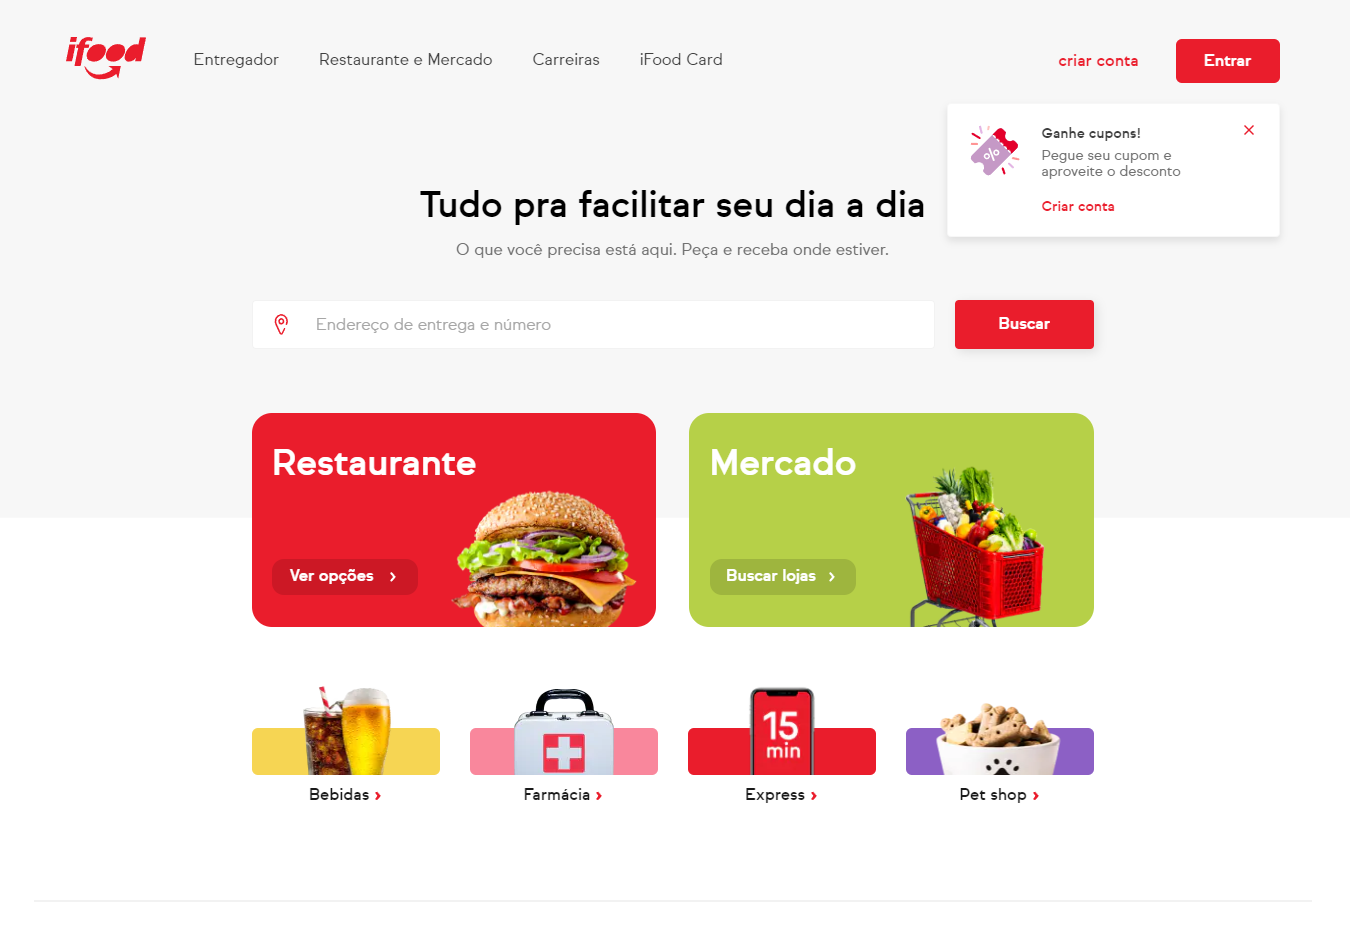 ifood
Entregador
Restaurante e Mercado
Carreiras
iFood Card
criar conta
Entrar
Ganhe cupons!
Pegue seu cupom e
aproveite o desconto
Criar conta
%
Tudo pra facilitar seu dia a dia
O que você precisa está aqui. Peça e receba onde estiver.
Endereço de entrega e número
Buscar
Restaurante
Ver opções
Mercado
Buscar lojas
15
min
Bebidas
Farmácia
Express
Pet shop